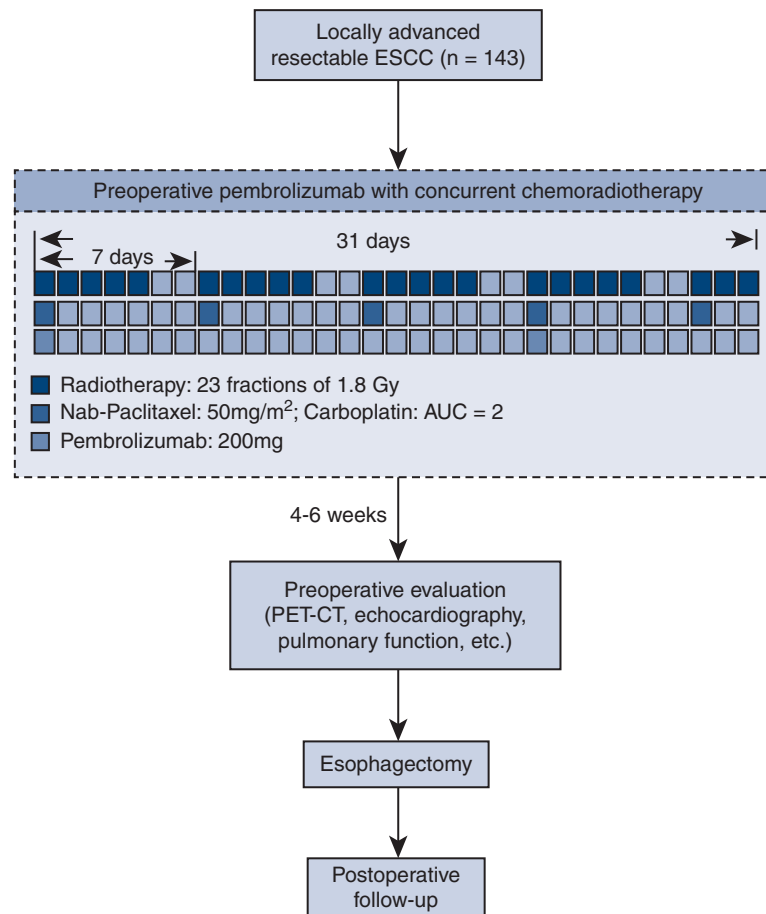 Locally advanced
resectable ESCC (n = 143)
Preoperative pembrolizumab with concurrent chemoradiotherapy
31 days
7 days
Radiotherapy: 23 fractions of 1.8 Gy
Nab-Paclitaxel: 50mg/m²; Carboplatin: AUC = 2
Pembrolizumab: 200mg
4-6 weeks
Preoperative evaluation
(PET-CT, echocardiography,
pulmonary function, etc.)
Esophagectomy
Postoperative
follow-up